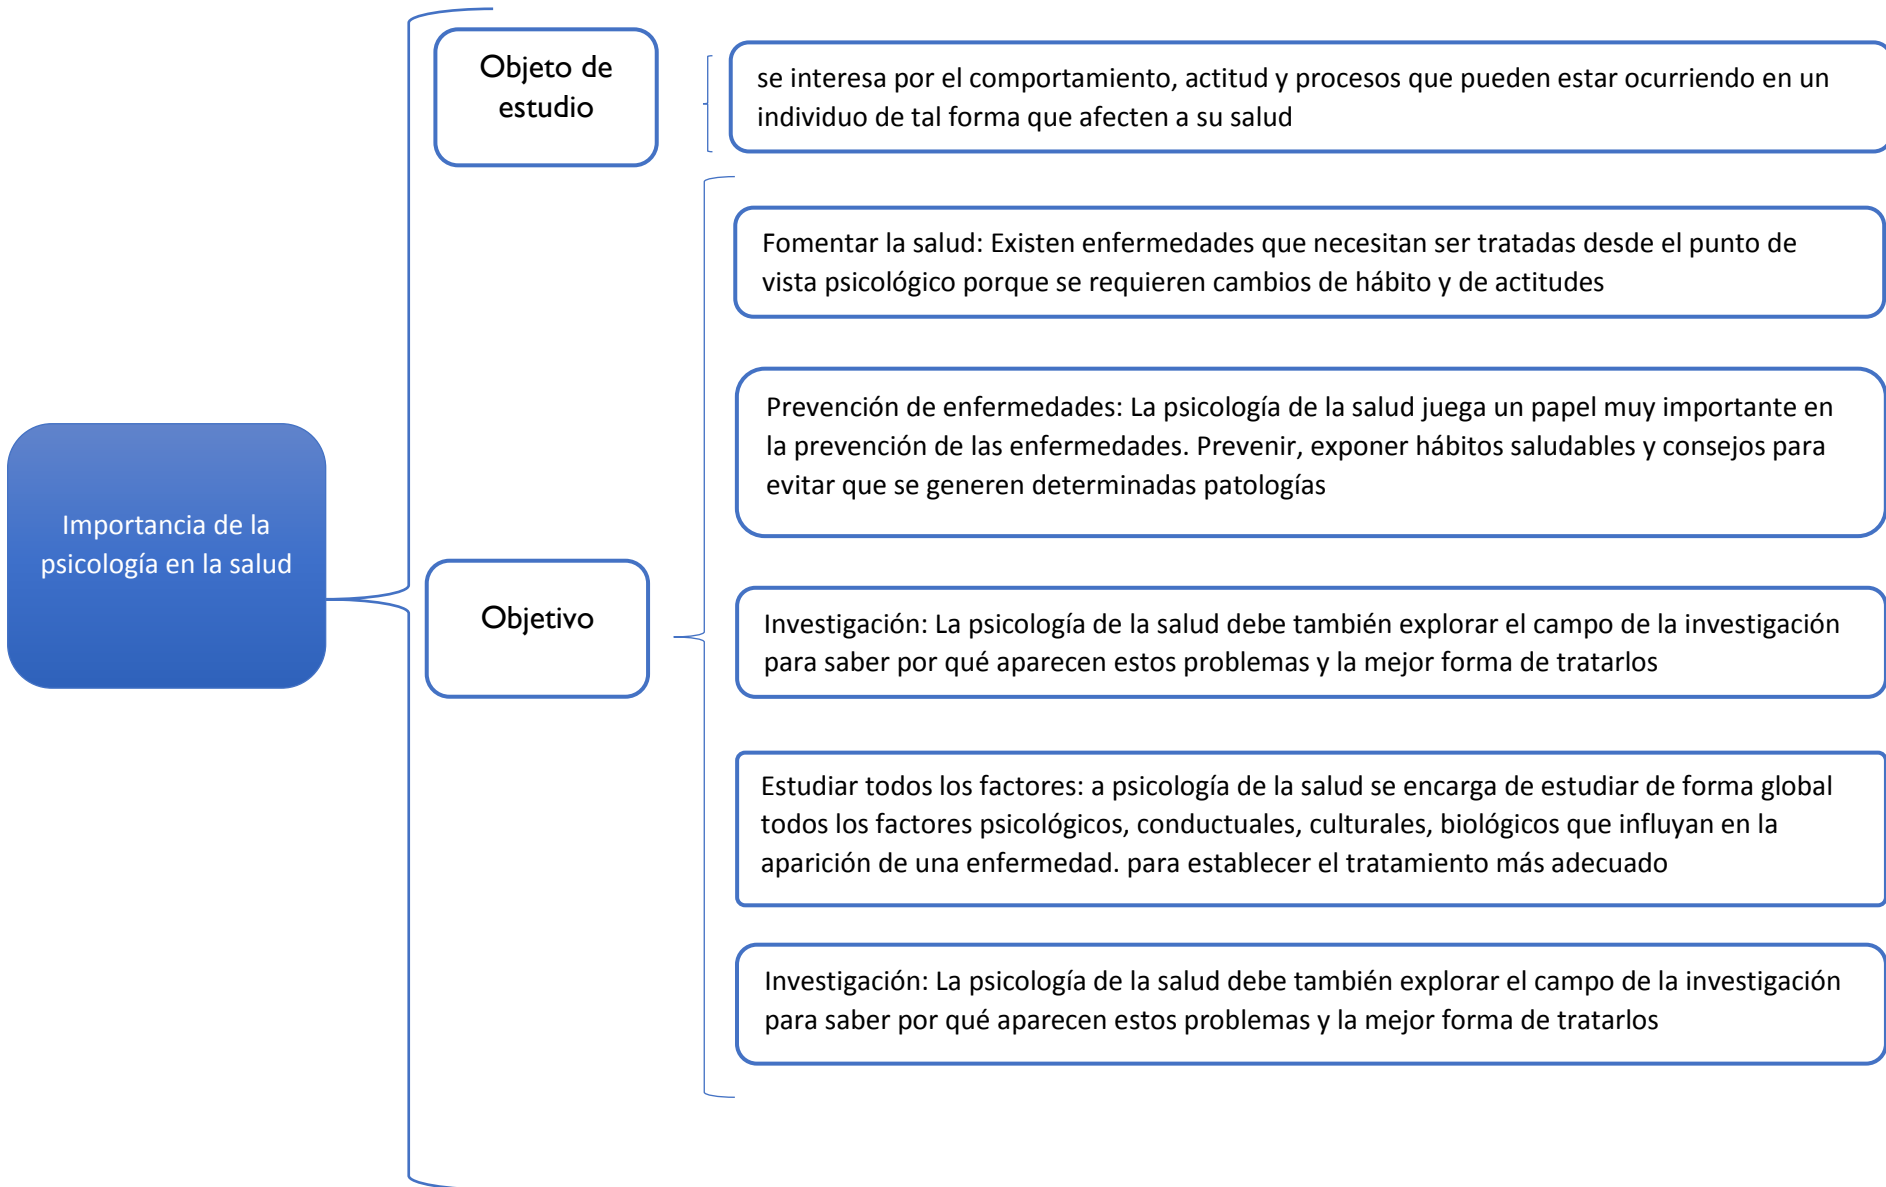 Objeto de
estudio
se interesa por el comportamiento, actitud y procesos que pueden estar ocurriendo en un
individuo de tal forma que afecten a su salud
Fomentar la salud: Existen enfermedades que necesitan ser tratadas desde el punto de
vista psicológico porque se requieren cambios de hábito y de actitudes
Prevención de enfermedades: La psicología de la salud juega un papel muy importante en
la prevención de las enfermedades. Prevenir, exponer hábitos saludables y consejos para
evitar que se generen determinadas patologías
Importancia de la
psicología en la salud
Objetivo
Investigación: La psicología de la salud debe también explorar el campo de la investigación
para saber por qué aparecen estos problemas y la mejor forma de tratarlos
Estudiar todos los factores: a psicología de la salud se encarga de estudiar de forma global
todos los factores psicológicos, conductuales, culturales, biológicos que influyan en la
aparición de una enfermedad. para establecer el tratamiento más adecuado
Investigación: La psicología de la salud debe también explorar el campo de la investigación
para saber por qué aparecen estos problemas y la mejor forma de tratarlos